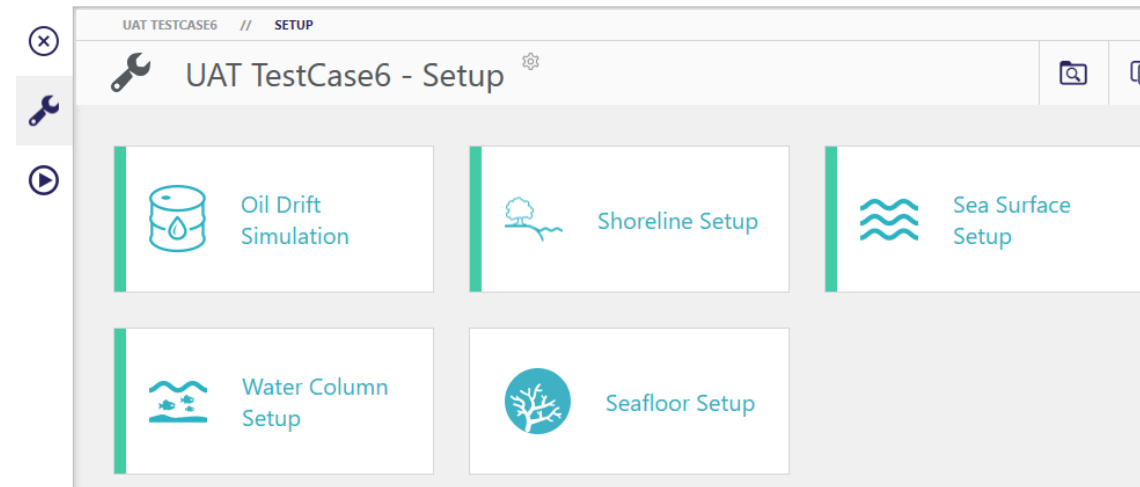 UAT TESTCASE6 // SETUP
UAT TestCase6 - Setup
Oil Drift
Simulation
Shoreline Setup
Sea Surface
Setup
Water Column
Setup
Seafloor Setup